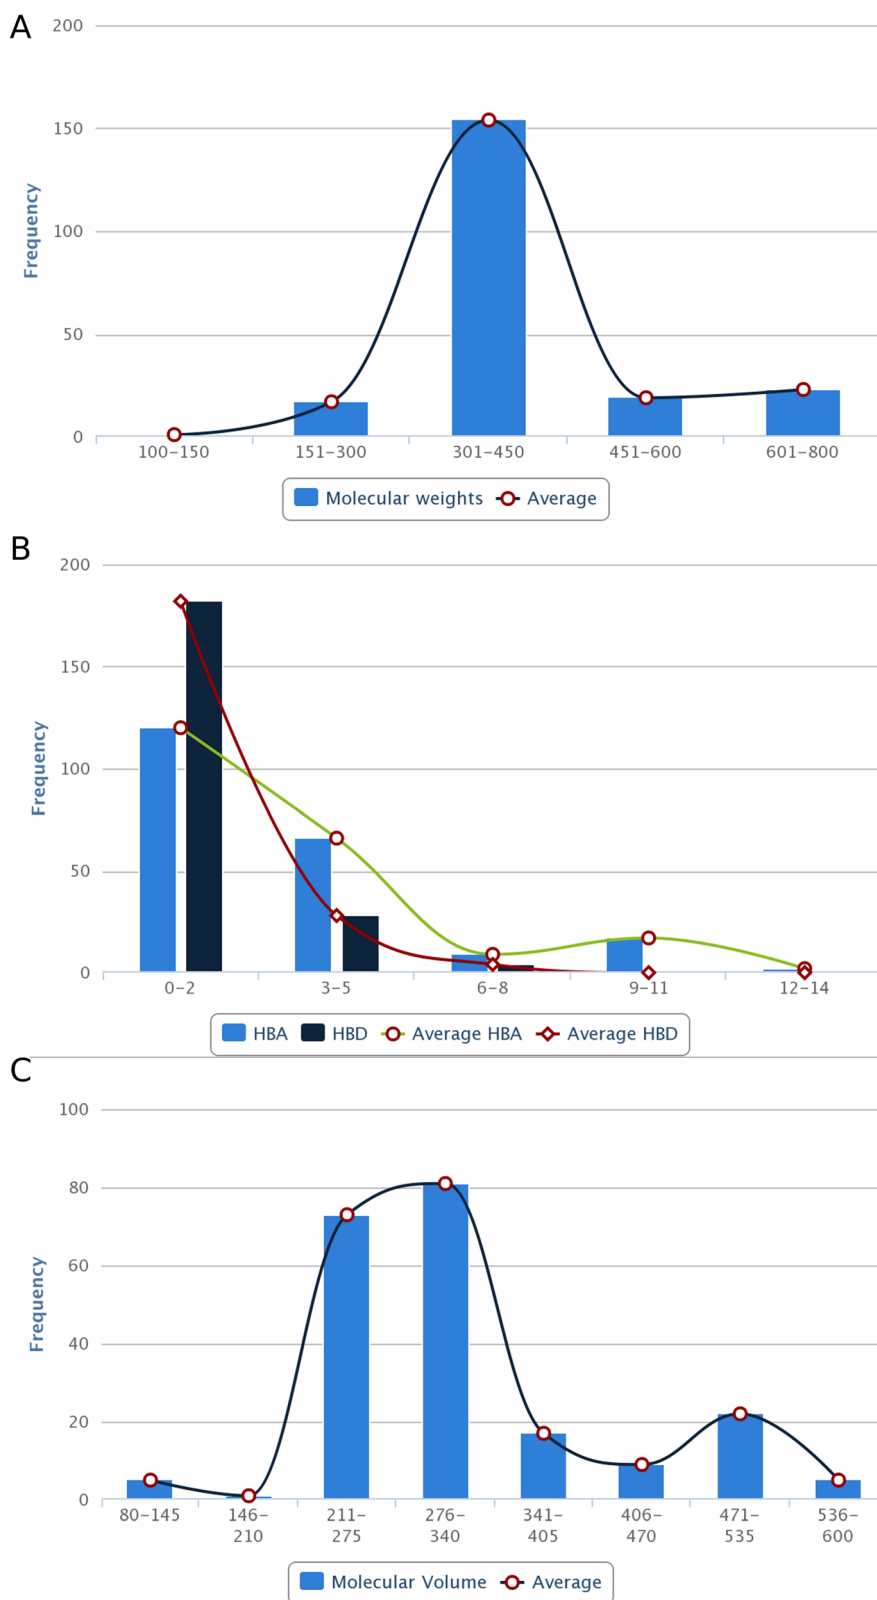 A
200
150
100
50
0
Frequency
100–150 151–300 301–450 451–600 601–800
Molecular weights Average
B
200
150
100
50
0
Frequency
0–2 3–5 6–8 9–11 12–14
HBA HBD Average HBA Average HBD
C
100
80
60
40
20
0
Frequency
80–145 146–210 211–275 276–340 341–405 406–470 471–535 536–600
Molecular Volume Average